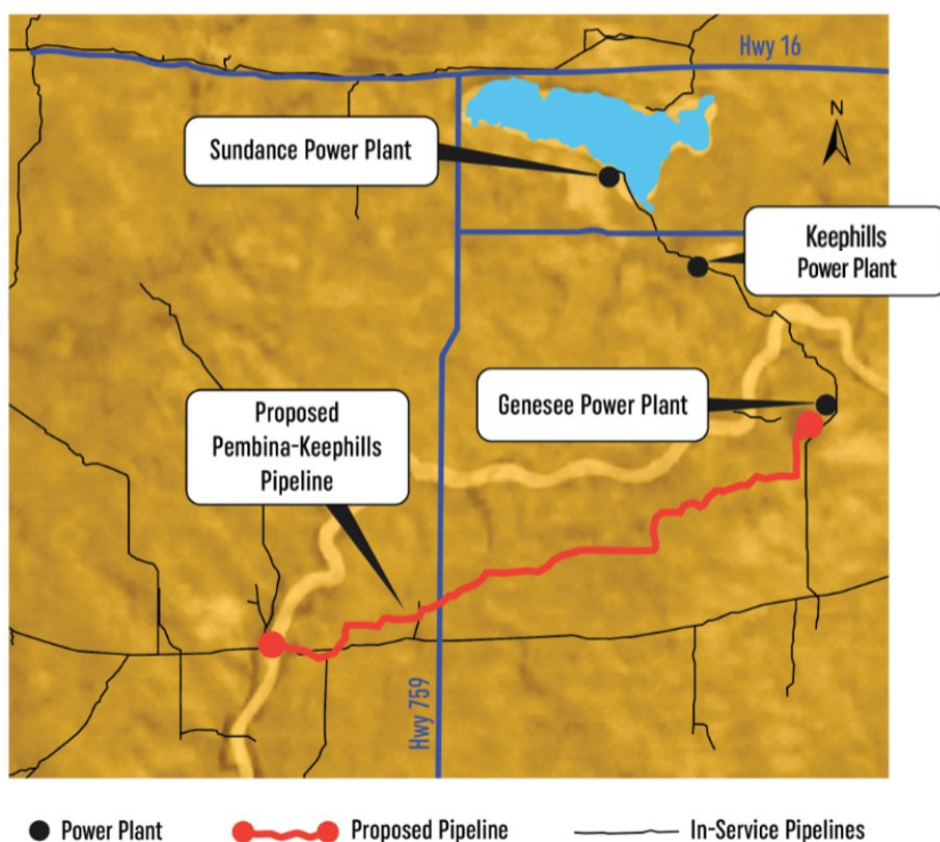 Hwy 16
N
Sundance Power Plant
Keephills
Power Plant
Genesee Power Plant
Proposed
Pembina-Keephills
Pipeline
Hwy 759
Power Plant
Proposed Pipeline
In-Service Pipelines